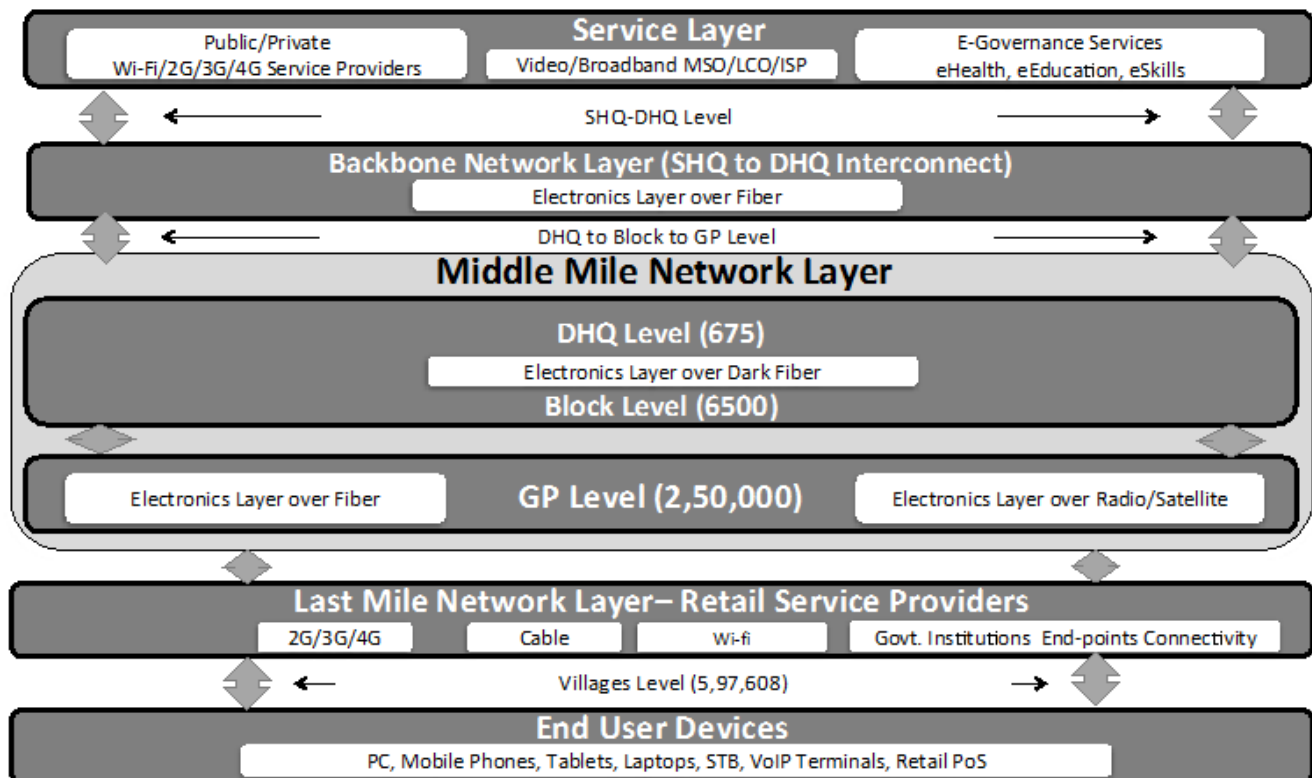 Service Layer
Public/Private
Wi-Fi/2G/3G/4G Service Providers
Video/Broadband MSO/LCO/ISP
E-Governance Services
eHealth, eEducation, eSkills
SHQ-DHQ Level
Backbone Network Layer (SHQ to DHQ Interconnect)
Electronics Layer over Fiber
DHQ to Block to GP Level
Middle Mile Network Layer
DHQ Level (675)
Electronics Layer over Dark Fiber
Block Level (6500)
Electronics Layer over Fiber
GP Level (2,50,000)
Electronics Layer over Radio/Satellite
Last Mile Network Layer– Retail Service Providers
2G/3G/4G
Cable
Wi-fi
Govt. Institutions End-points Connectivity
Villages Level (5,97,608)
End User Devices
PC, Mobile Phones, Tablets, Laptops, STB, VoIP Terminals, Retail PoS